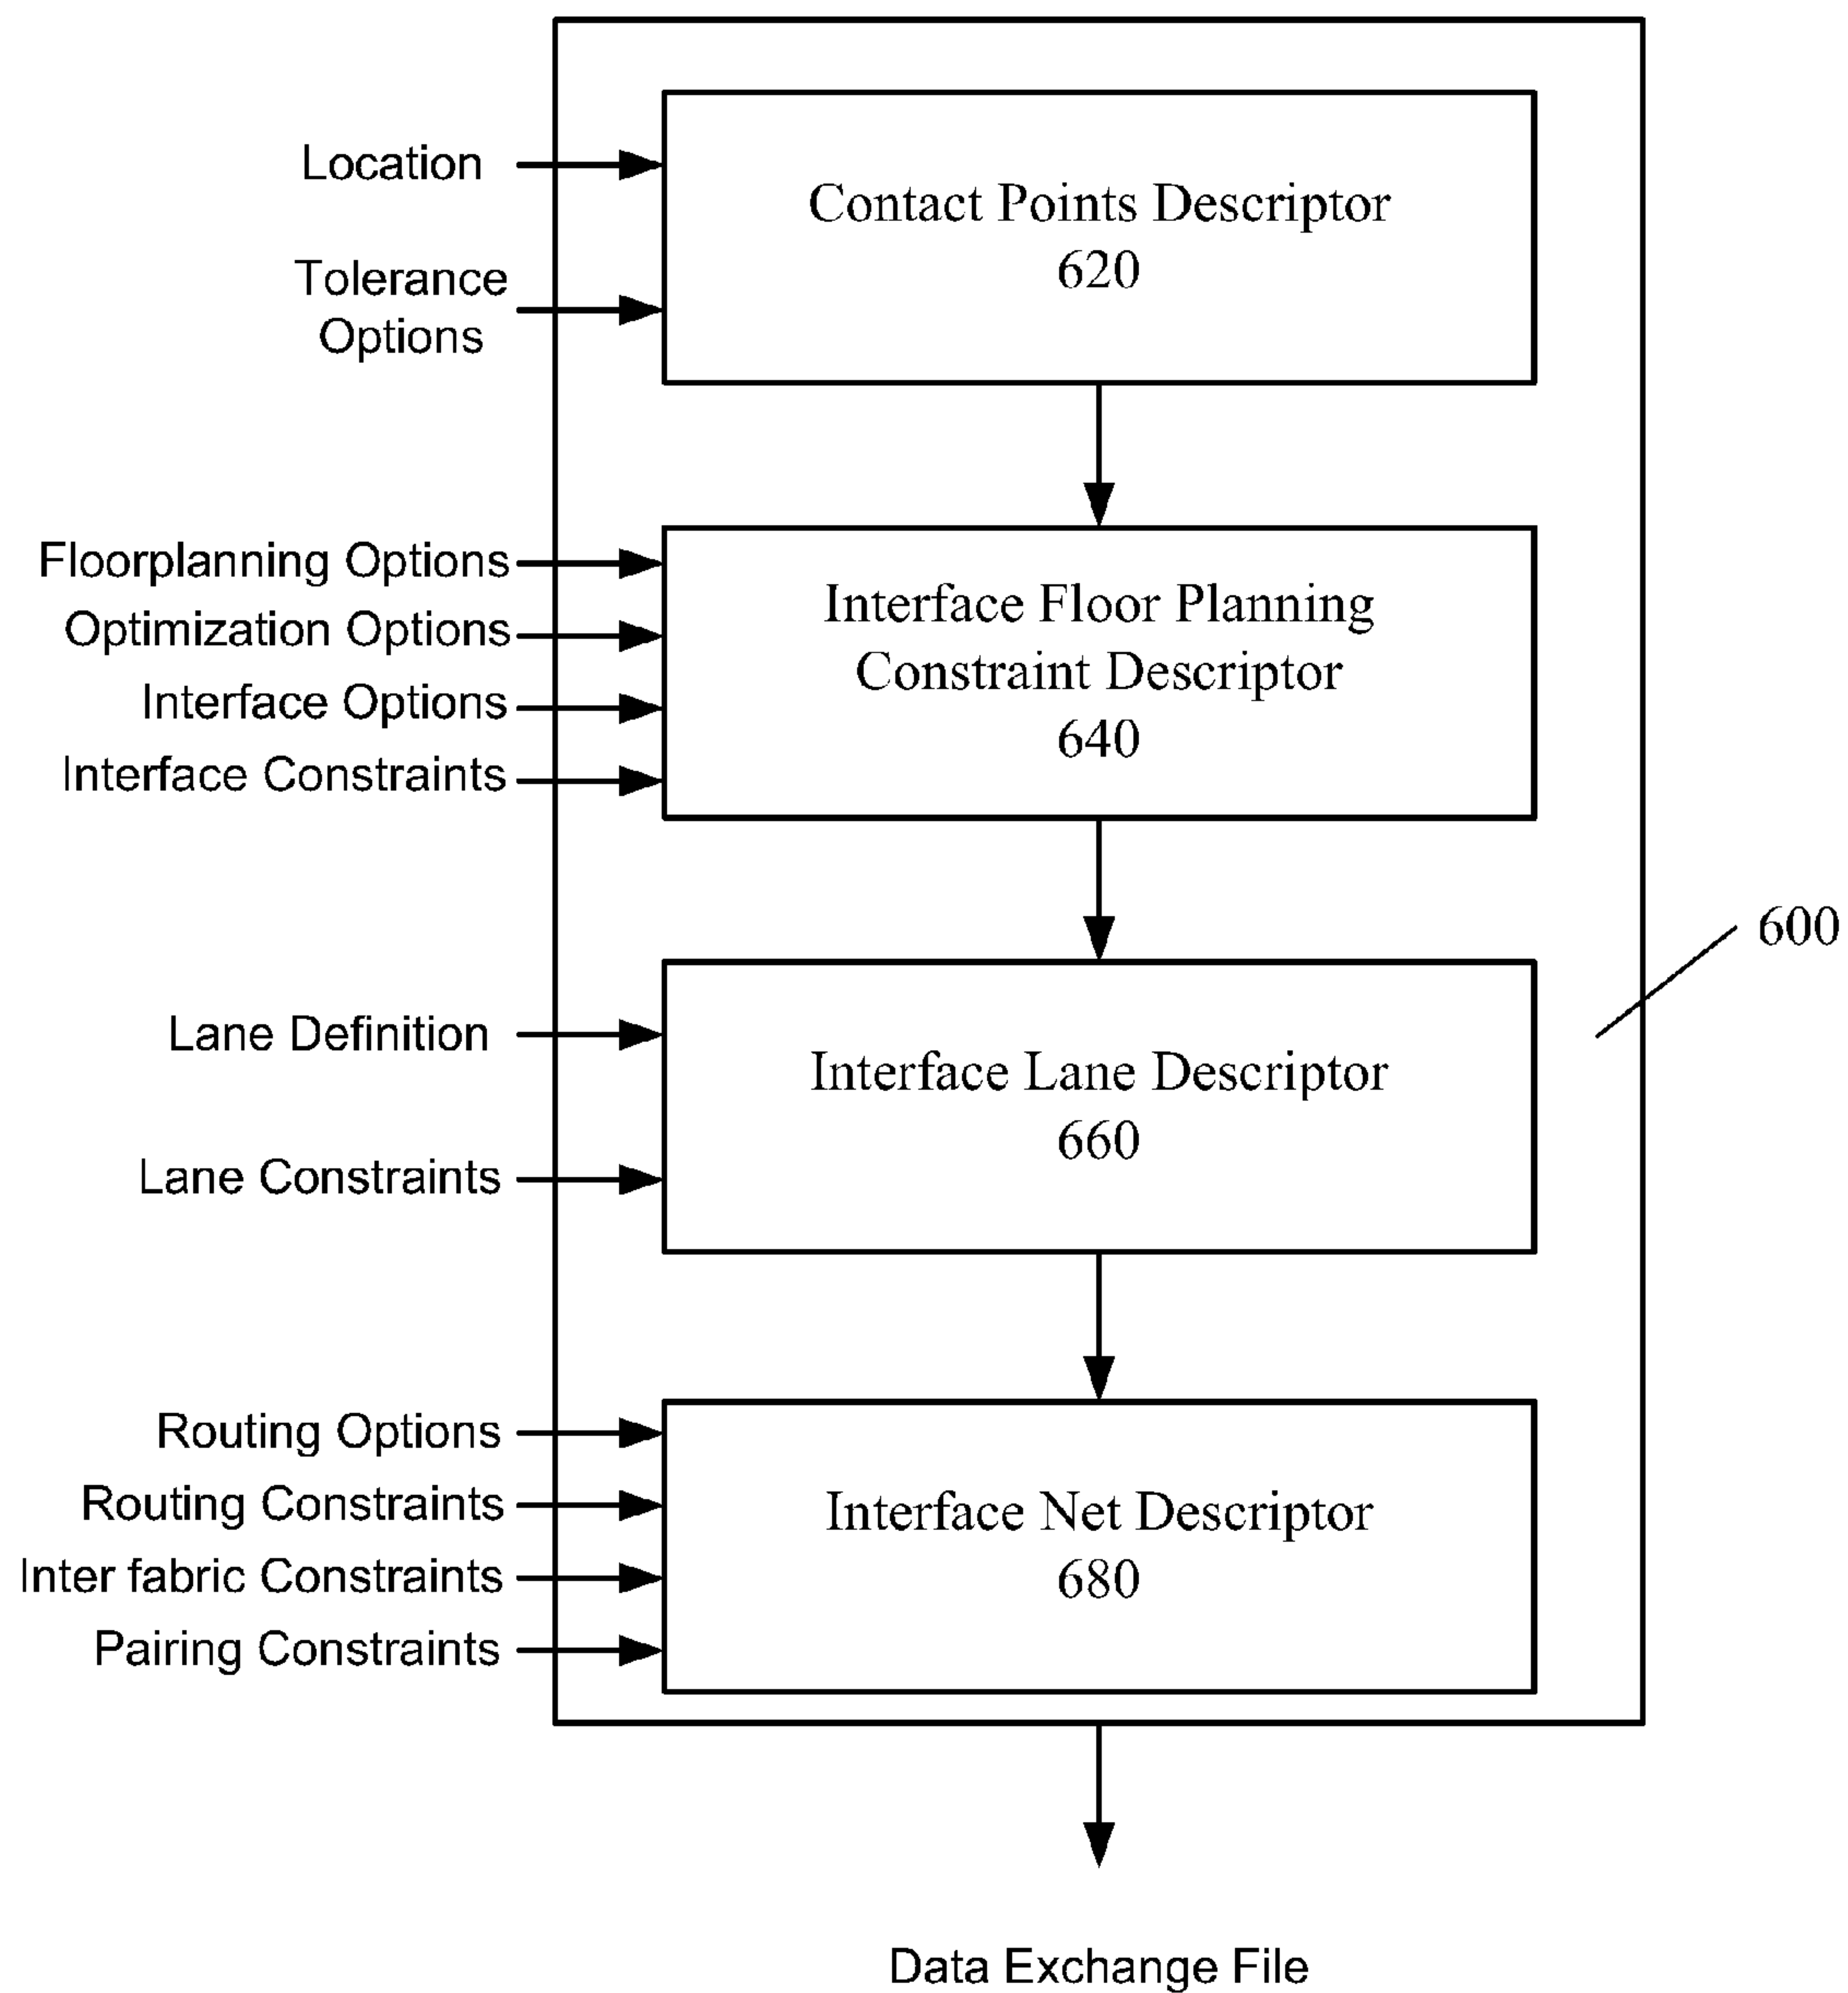 Location
Tolerance
Options
Contact Points Descriptor
620
Floorplanning Options
Optimization Options
Interface Options
Interface Constraints
Interface Floor Planning
Constraint Descriptor
640
600
Lane Definition
Lane Constraints
Interface Lane Descriptor
660
Routing Options
Routing Constraints
Inter fabric Constraints
Pairing Constraints
Interface Net Descriptor
680
Data Exchange File